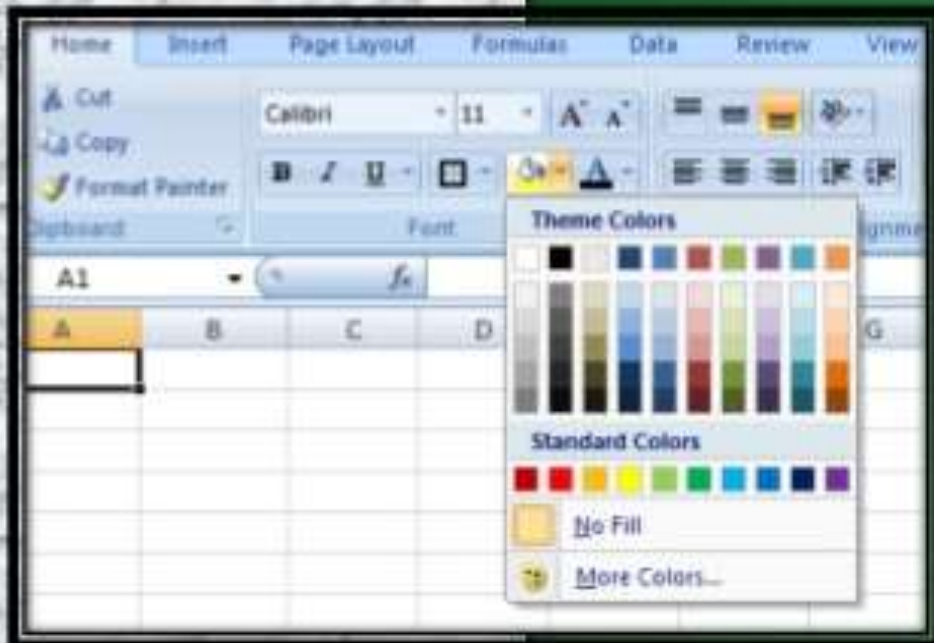 Home Insert Page Layout Formulas Data Review View
Cut
Copy
Format Painter
Calibri 11 A A
B I U A
Clipboard Font
A1 fx
A B C D G
Theme Colors
Standard Colors
No Fill
More Colors...